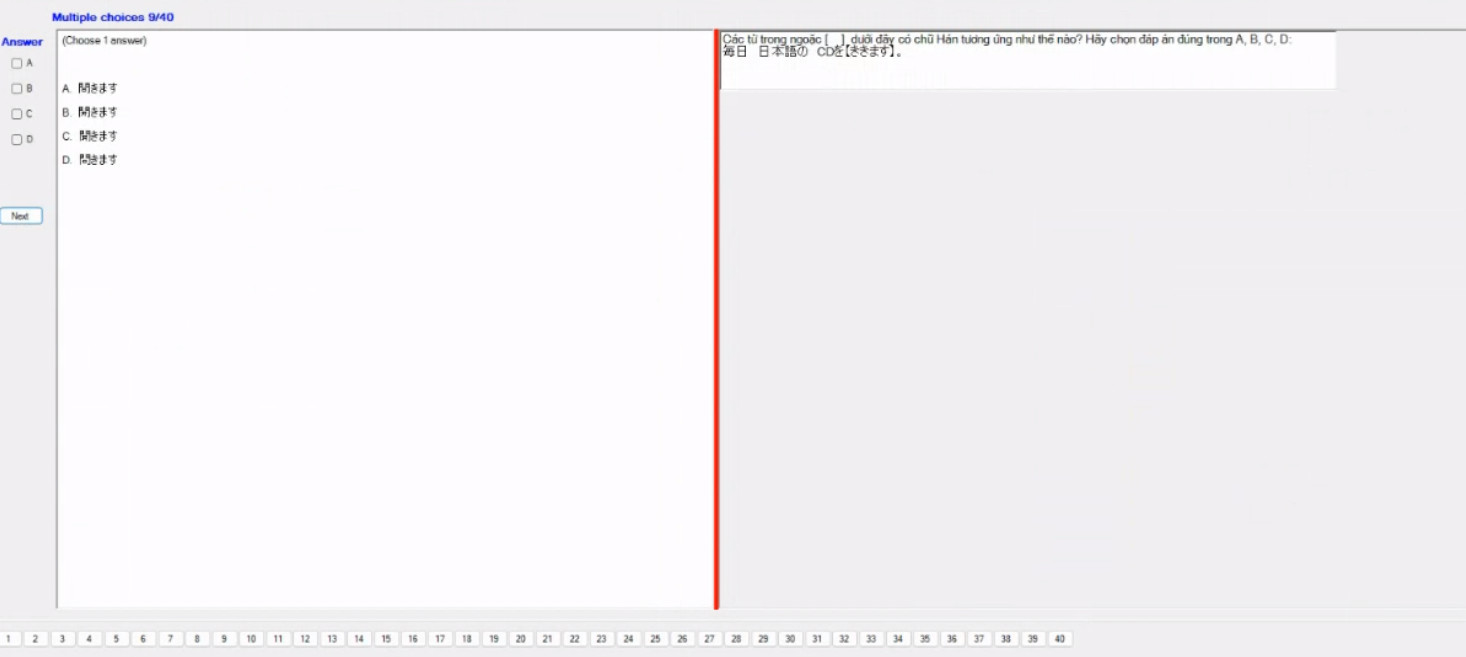 Multiple choices 9/40
Answer
(Choose 1 answer)
A
B
C
D
A. 聞きます
B.きます
C.きます
D.きます
Next
Các từ trong ngoặc [ ] dưới đây có chữ Hán tương ứng như thế nào? Hãy chọn đáp án đúng trong A, B, C, D:
毎日 日本語の CDを【ききます】。
1 2 3 4 5 6 7 8 9 10 11 12 13 14 15 16 17 18 19 20 21 22 23 24 25 26 27 28 29 30 31 32 33 34 35 36 37 38 39 40